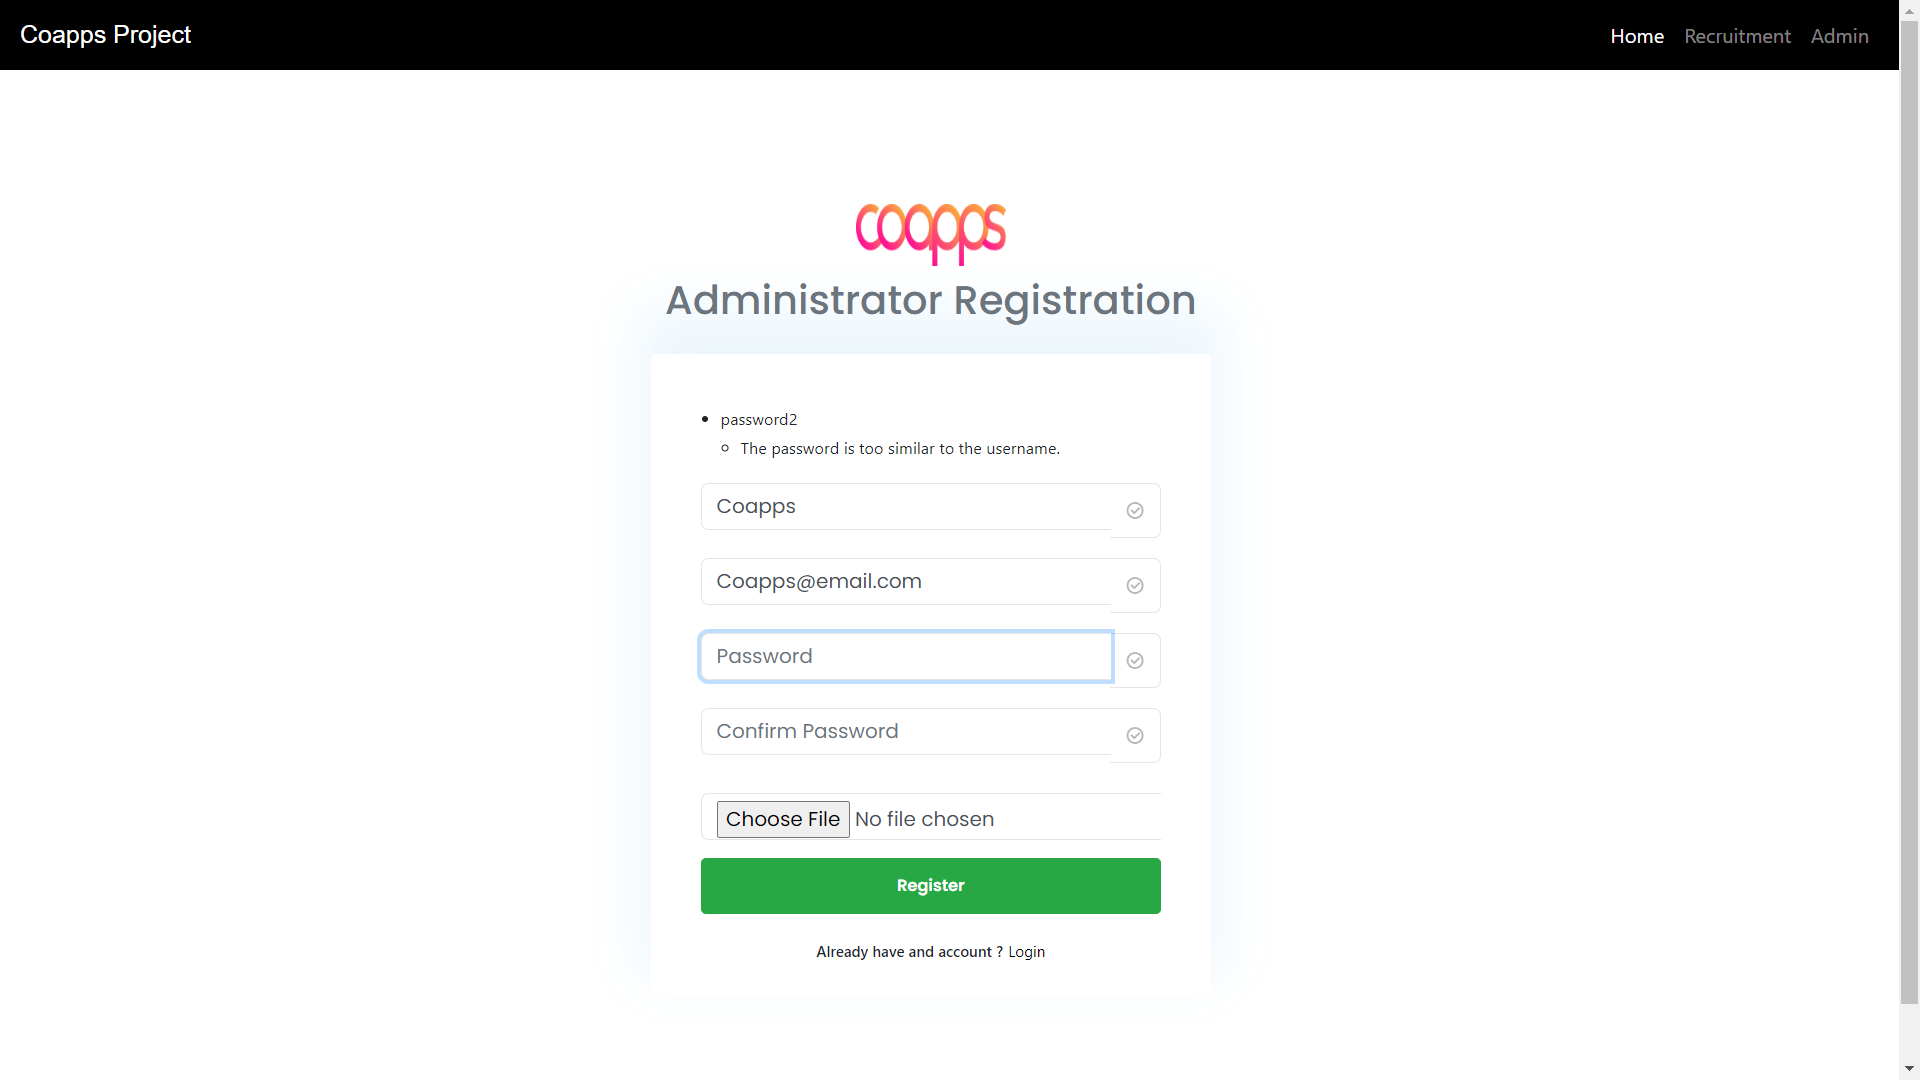 Coapps Project
Home Recruitment Admin
coapps
Administrator Registration
password2
The password is too similar to the username.
Coapps
Coapps@email.com
Password
Confirm Password
Choose File No file chosen
Register
Already have and account ? Login